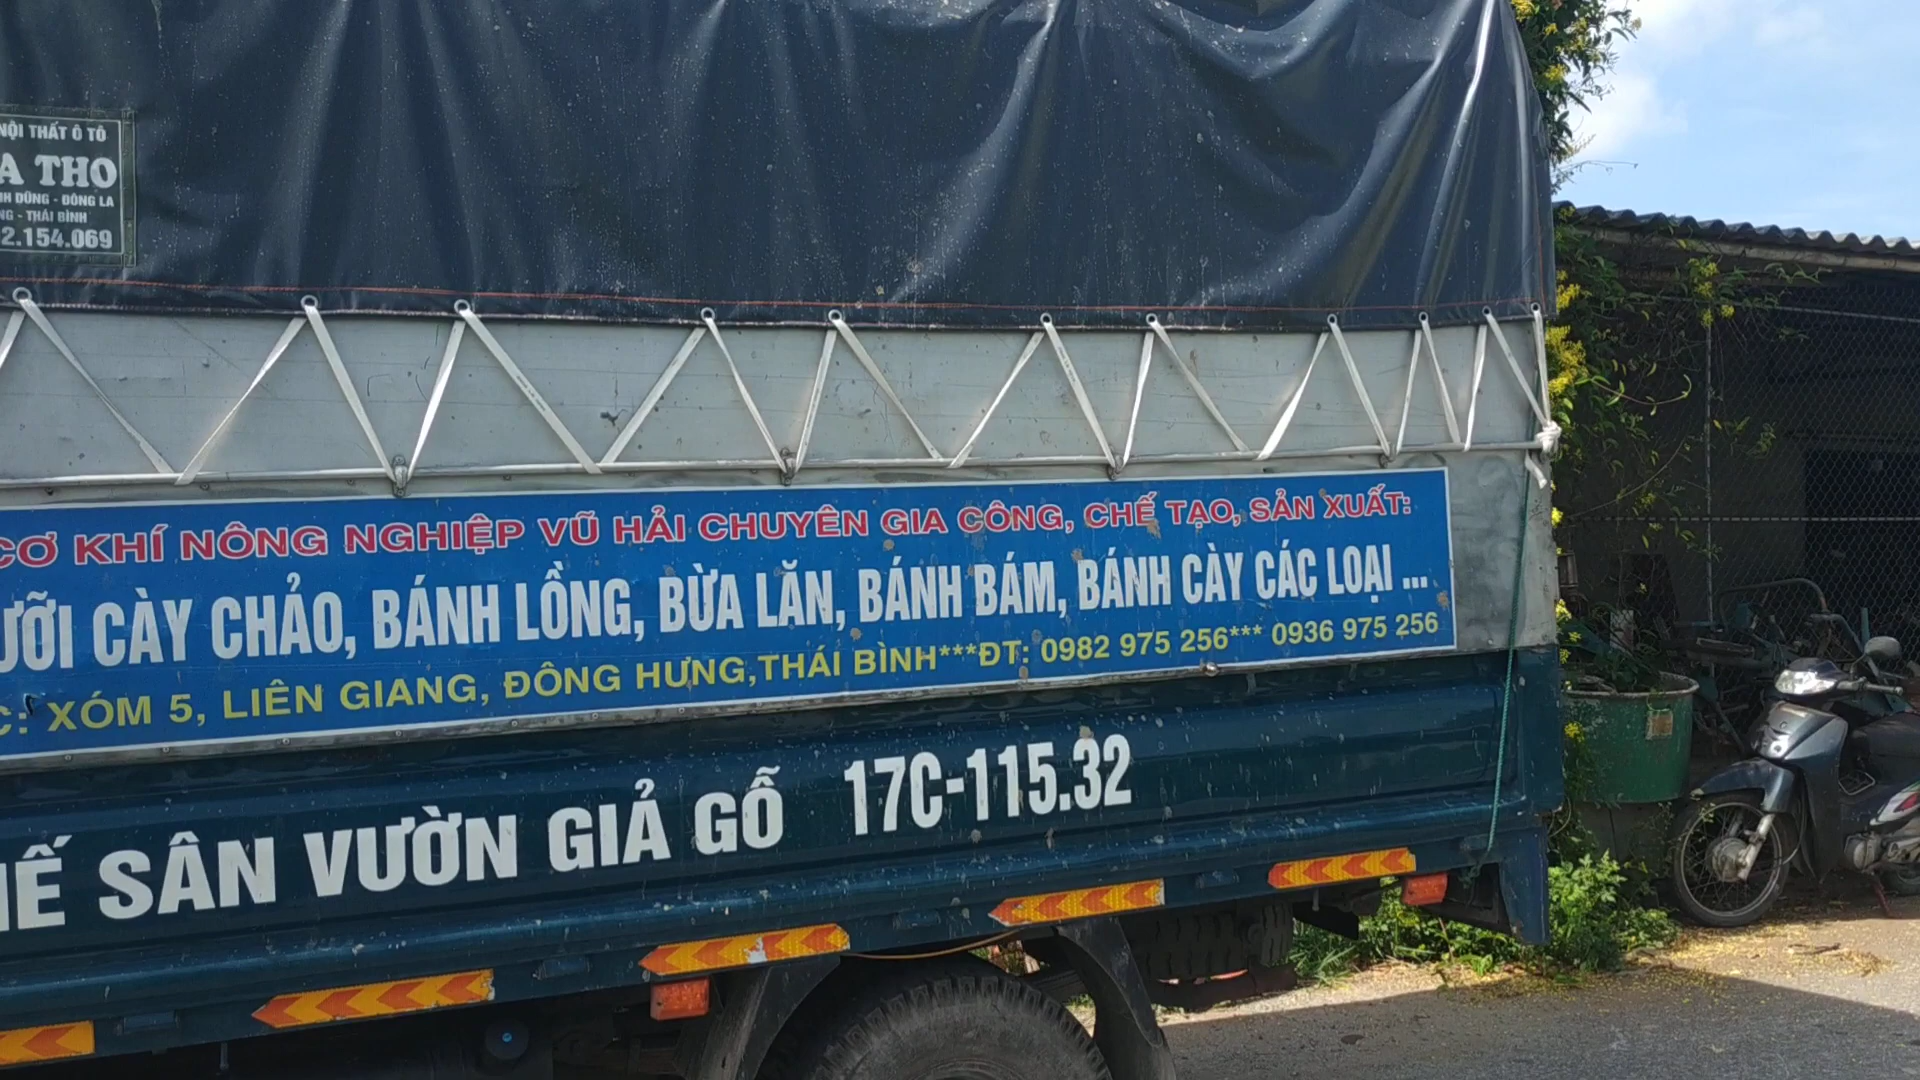 NỘI THẤT Ô TÔ
A THO
DŨNG - ĐÔNG LA
- THÁI BÌNH
2.154.069
CƠ KHÍ NÔNG NGHIỆP VŨ HẢI CHUYÊN GIA CÔNG, CHẾ TẠO, SẢN XUẤT:
ƯỠI CÀY CHẢO, BÁNH LỒNG, BỪA LĂN, BÁNH BÁM, BÁNH CÀY CÁC LOẠI ...
C: XÓM 5, LIÊN GIANG, ĐÔNG HƯNG,THÁI BÌNH***ĐT: 0982 975 256*** 0936 975 256
HẾ SÂN VƯỜN GIẢ GỖ 17C-115.32